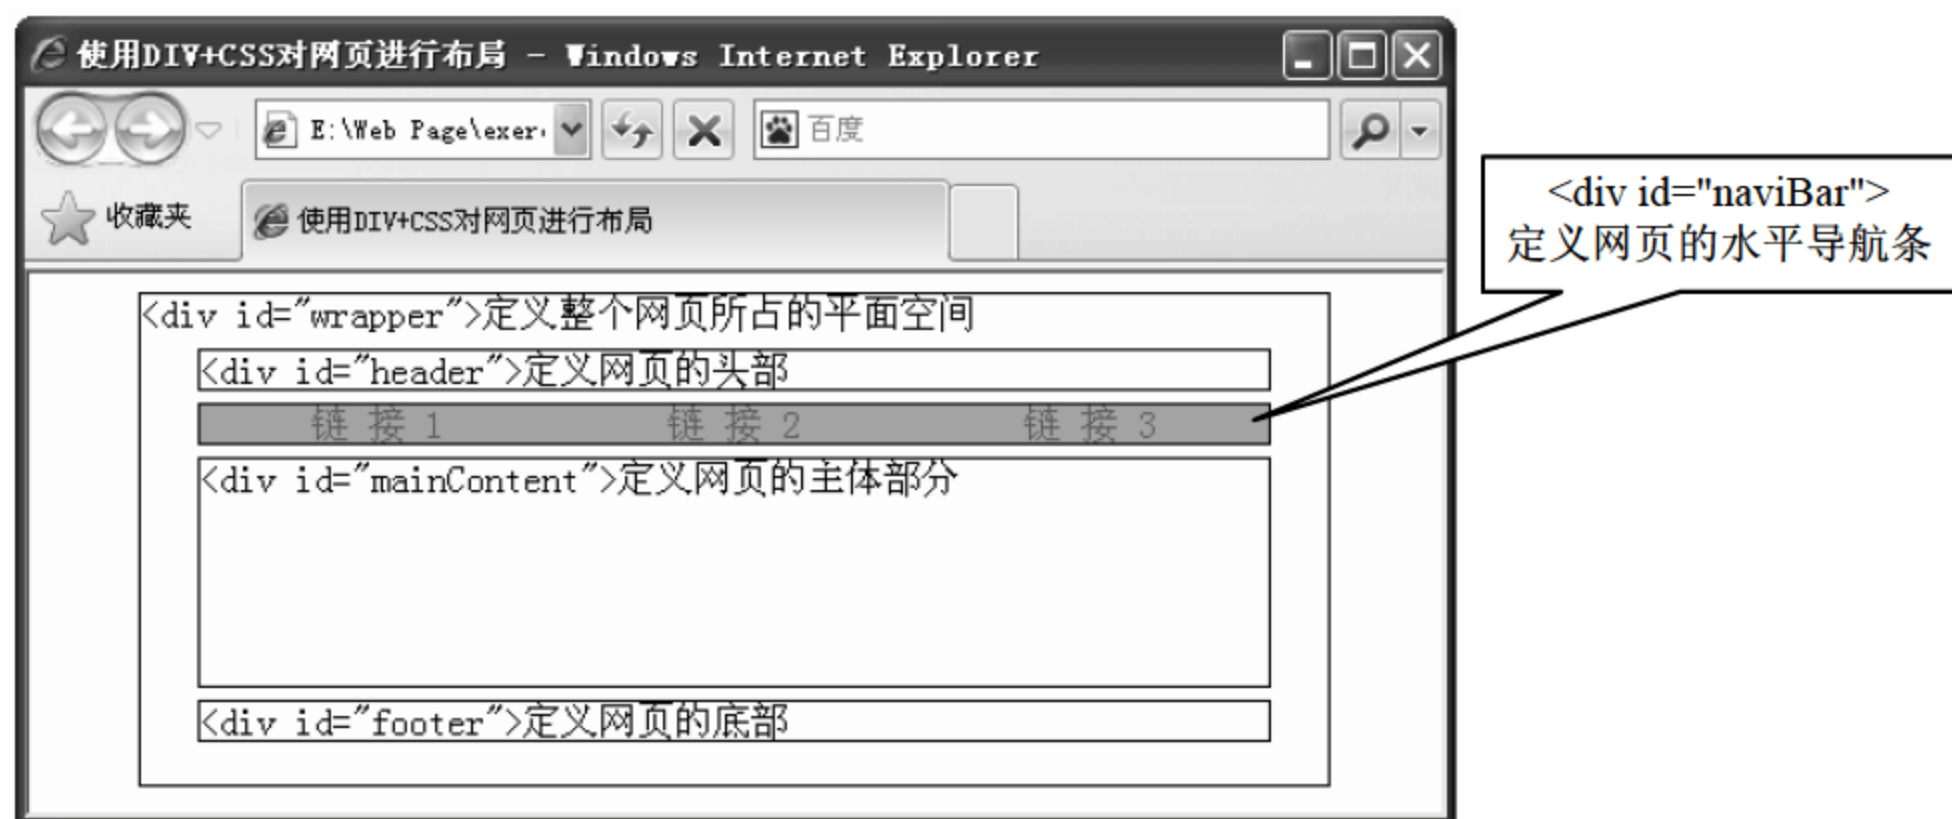 使用DIV+CSS对网页进行布局 - Windows Internet Explorer
E:\Web Page\exer
百度
收藏夹
使用DIV+CSS对网页进行布局
<div id="naviBar">
定义网页的水平导航条
<div id="wrapper">定义整个网页所占的平面空间
<div id="header">定义网页的头部
链 接 1 链 接 2 链 接 3
<div id="mainContent">定义网页的主体部分
<div id="footer">定义网页的底部